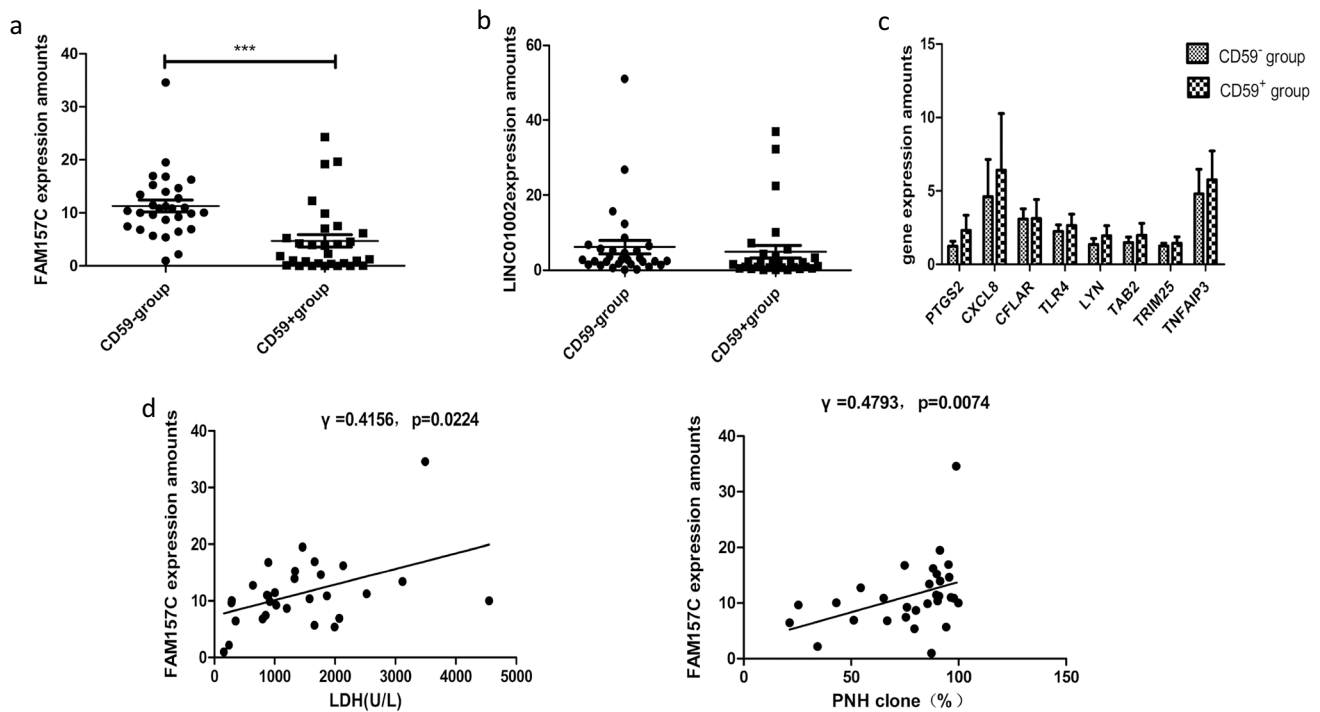 a
FAM157C expression amounts
40
30
20
10
0
***
CD59-group
CD59+group
b
LINC01002expression amounts
60
40
20
0
CD59-group
CD59+group
c
gene expression amounts
15
10
5
0
CD59- group
CD59+ group
PTGS2
CXCL8
CFLAR
TLR4
LYN
TAB2
TRIM25
TNFAIP3
d
γ =0.4156, p=0.0224
FAM157C expression amounts
40
30
20
10
0
0 1000 2000 3000 4000 5000
LDH(U/L)
γ =0.4793, p=0.0074
FAM157C expression amounts
40
30
20
10
0
0 50 100 150
PNH clone（%）